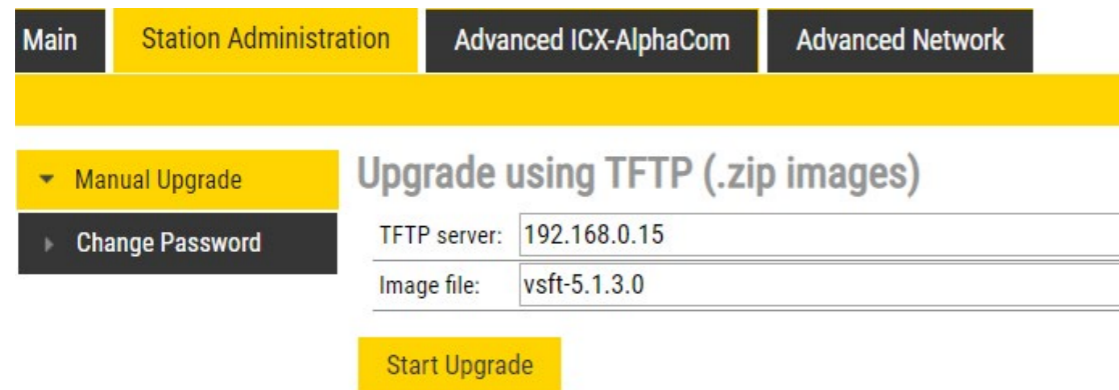 Main Station Administration Advanced ICX-AlphaCom Advanced Network
Manual Upgrade
Change Password
Upgrade using TFTP (.zip images)
TFTP server: 192.168.0.15
Image file: vsft-5.1.3.0
Start Upgrade